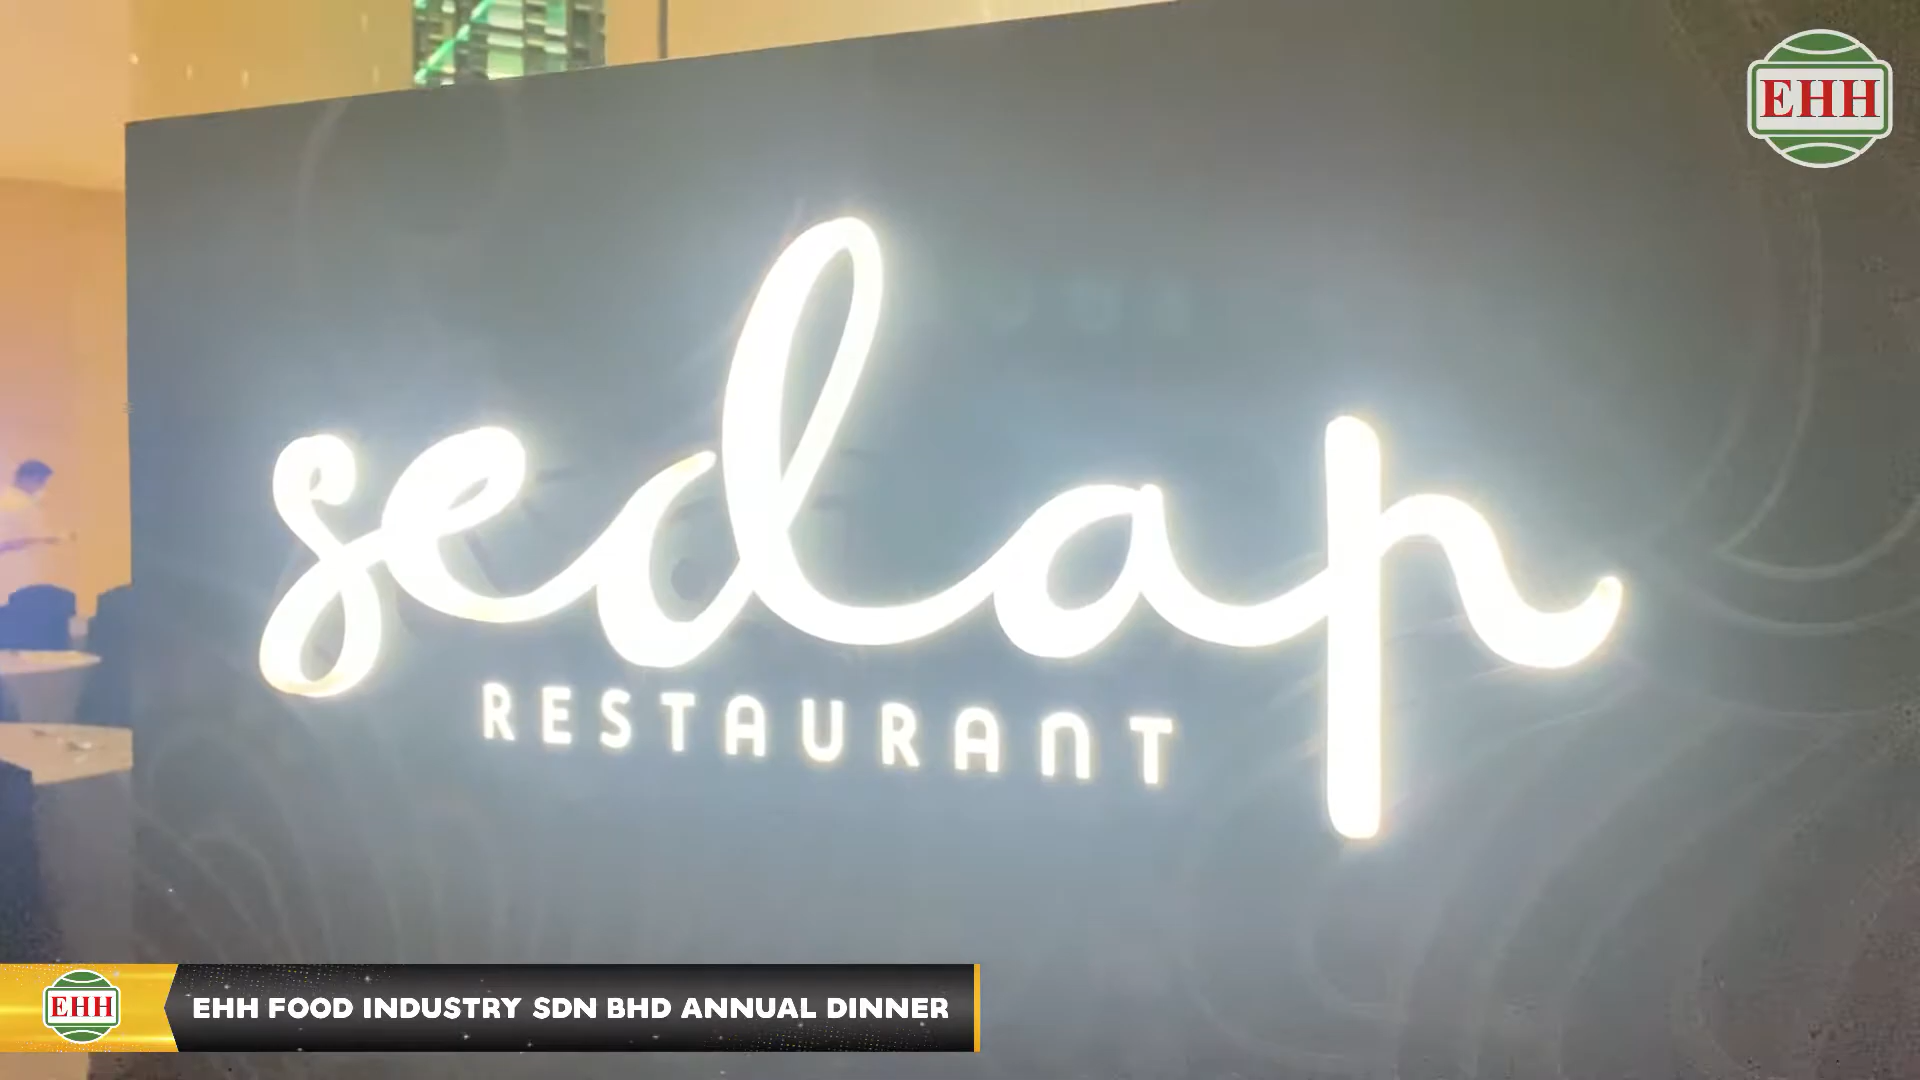 EHH
sedap
RESTAURANT
EHH
EHH FOOD INDUSTRY SDN BHD ANNUAL DINNER